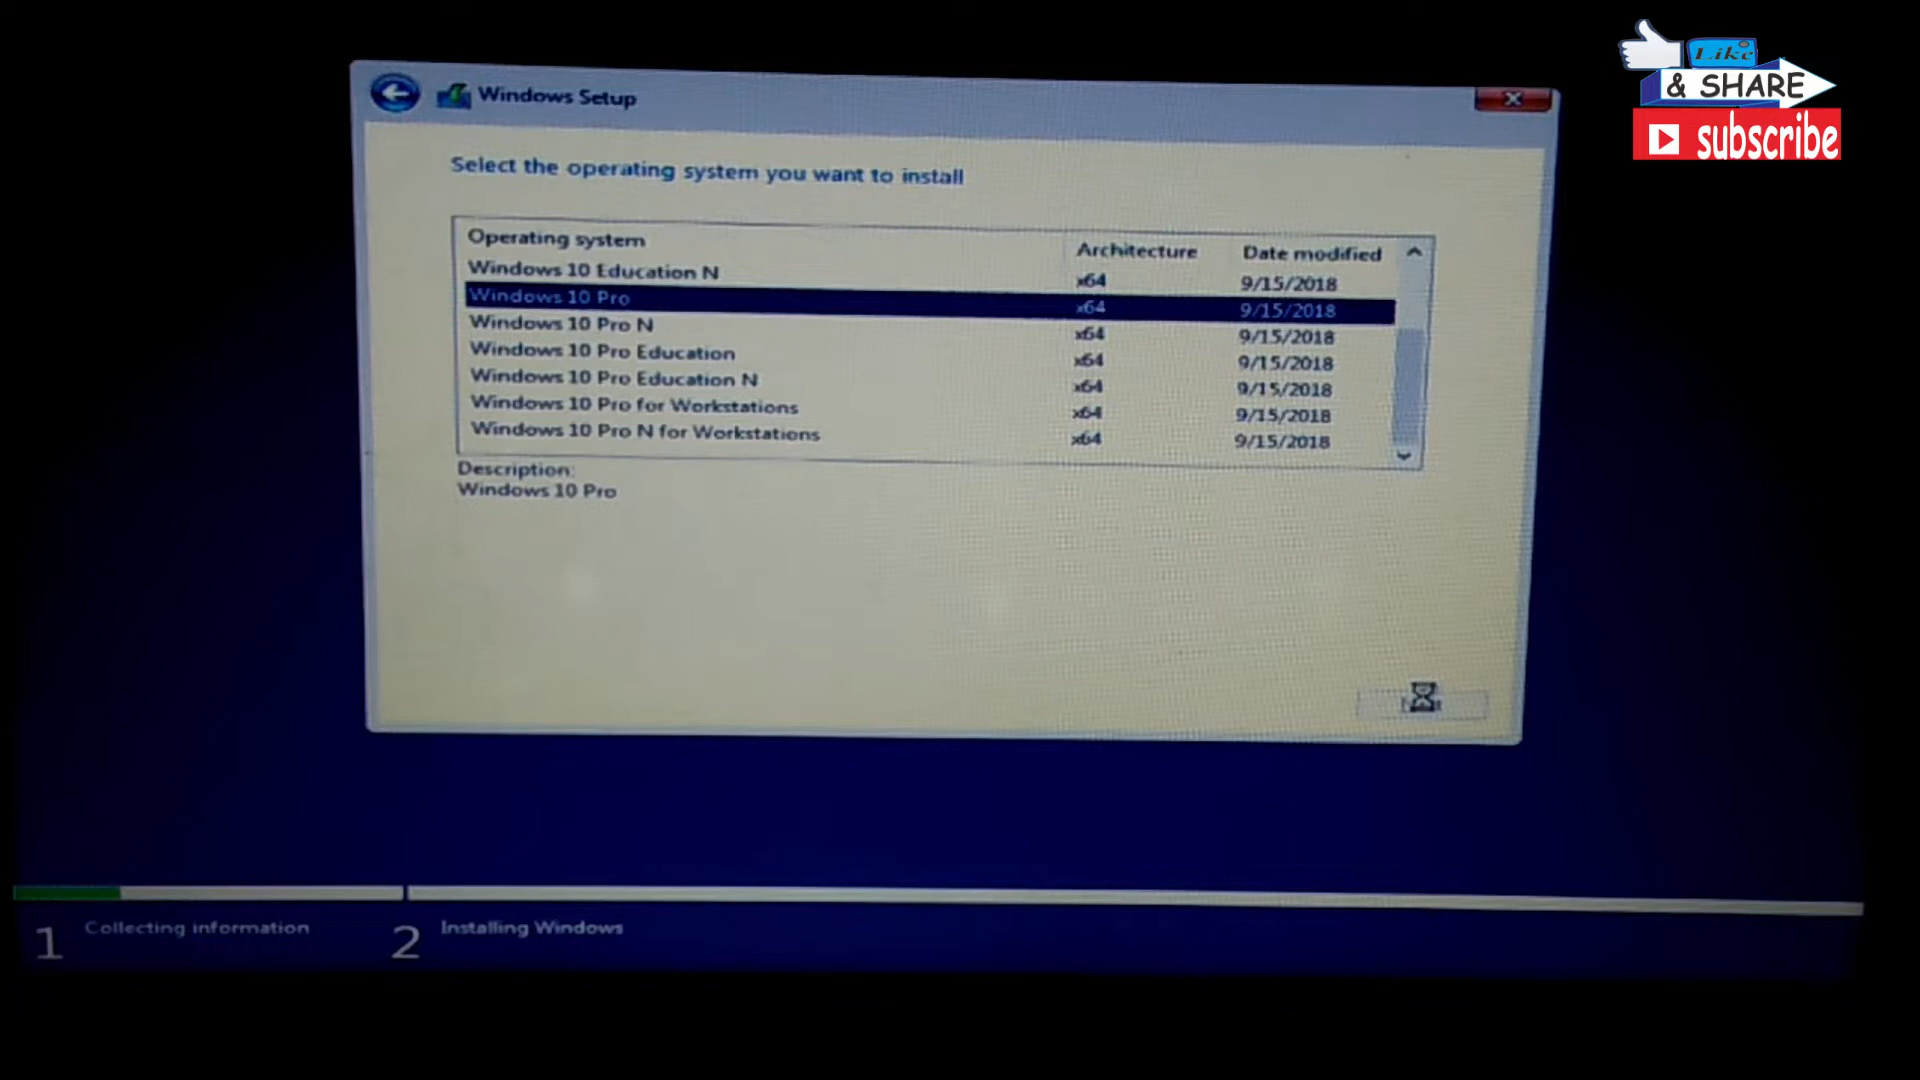 Like
& SHARE
subscribe
Windows Setup
Select the operating system you want to install
Operating system Architecture Date modified
Windows 10 Education N x64 9/15/2018
Windows 10 Pro x64 9/15/2018
Windows 10 Pro N x64 9/15/2018
Windows 10 Pro Education x64 9/15/2018
Windows 10 Pro Education N x64 9/15/2018
Windows 10 Pro for Workstations x64 9/15/2018
Windows 10 Pro N for Workstations x64 9/15/2018
Description:
Windows 10 Pro
1 Collecting information 2 Installing Windows